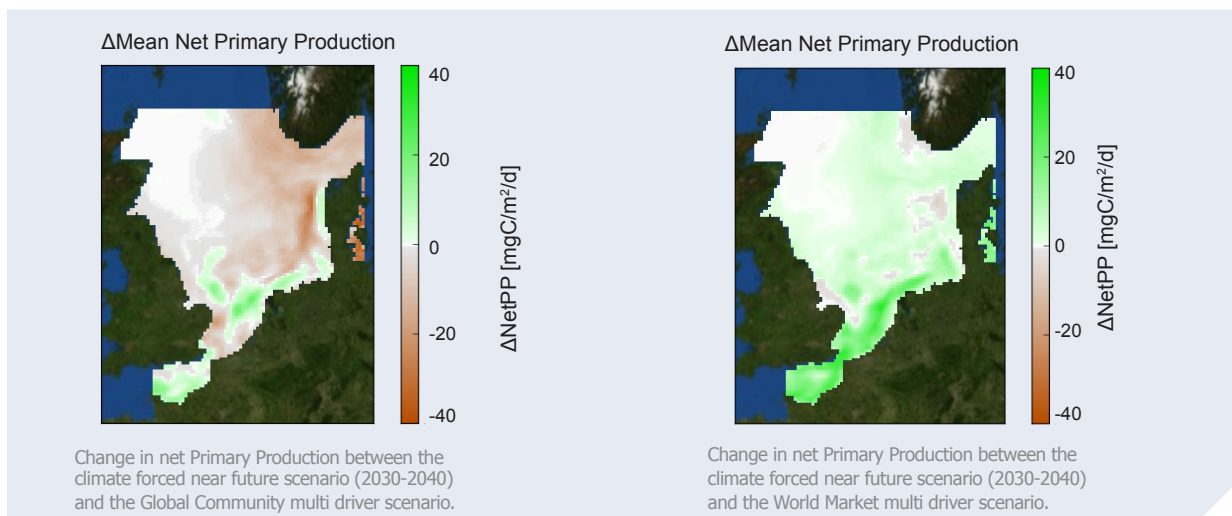 ΔMean Net Primary Production
40
20
0
-20
-40
ΔNetPP [mgC/m²/d]
Change in net Primary Production between the
climate forced near future scenario (2030-2040)
and the Global Community multi driver scenario.
ΔMean Net Primary Production
40
20
0
-20
-40
ΔNetPP [mgC/m²/d]
Change in net Primary Production between the
climate forced near future scenario (2030-2040)
and the World Market multi driver scenario.